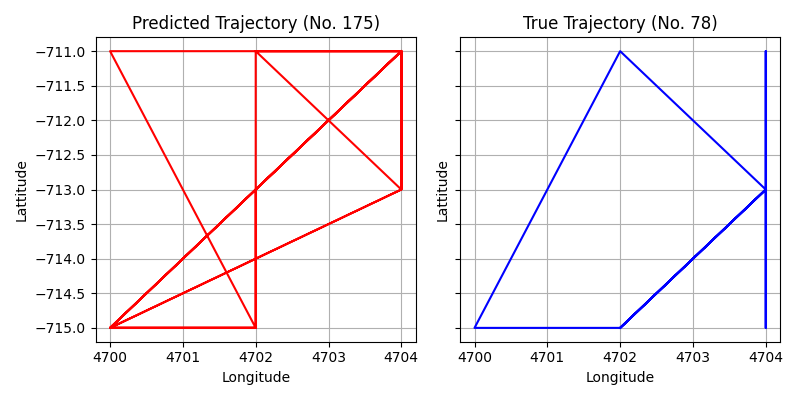 Predicted Trajectory (No. 175)
−711.0
−711.5
−712.0
−712.5
−713.0
−713.5
−714.0
−714.5
−715.0
Lattitude
4700 4701 4702 4703 4704
Longitude
True Trajectory (No. 78)
Lattitude
4700 4701 4702 4703 4704
Longitude